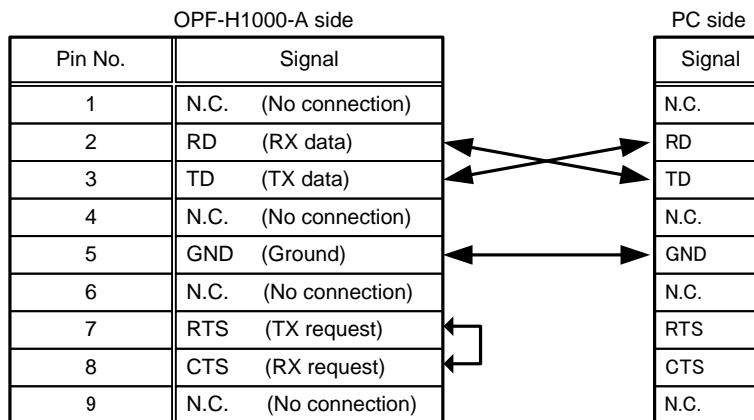 OPF-H1000-A side PC side
Pin No. Signal Signal
1 N.C. (No connection) N.C.
2 RD (RX data) RD
3 TD (TX data) TD
4 N.C. (No connection) N.C.
5 GND (Ground) GND
6 N.C. (No connection) N.C.
7 RTS (TX request) RTS
8 CTS (RX request) CTS
9 N.C. (No connection) N.C.